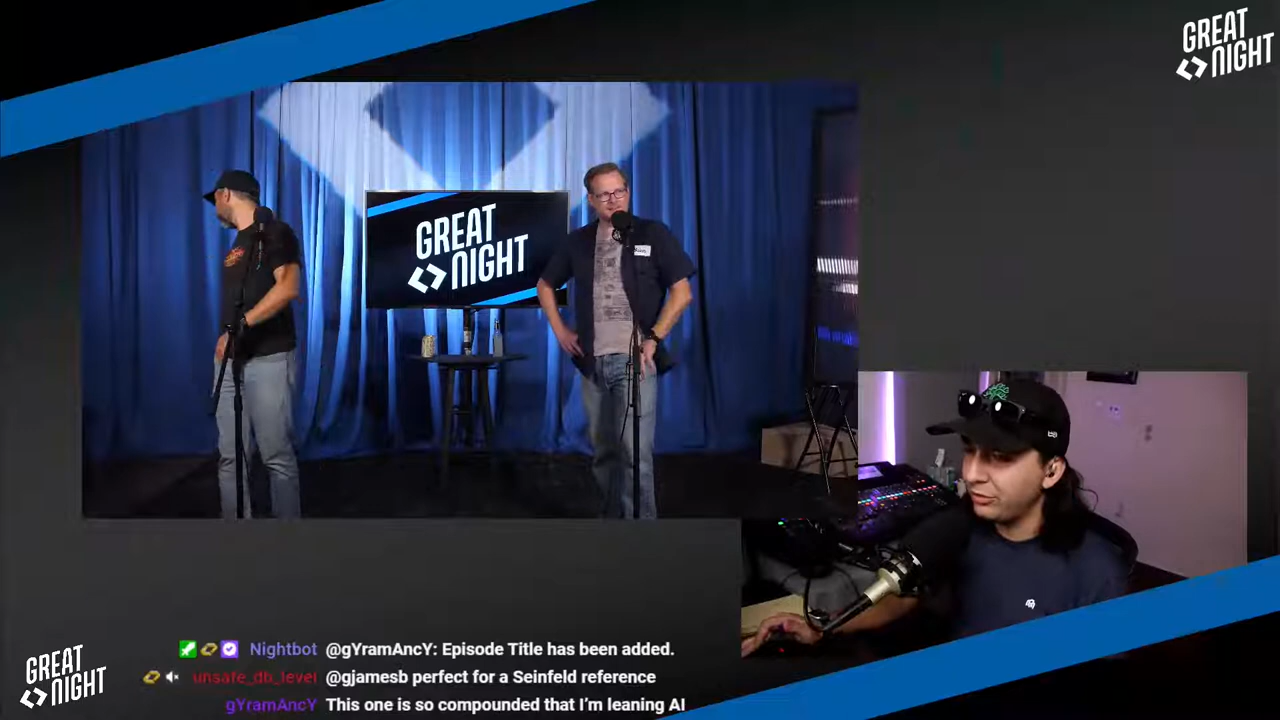 GREAT
NIGHT
GREAT
NIGHT
GREAT
NIGHT
Nightbot @gYramAncY: Episode Title has been added.
unsafe_db_level @gjamesb perfect for a Seinfeld reference
gYramAncY This one is so compounded that I'm leaning AI